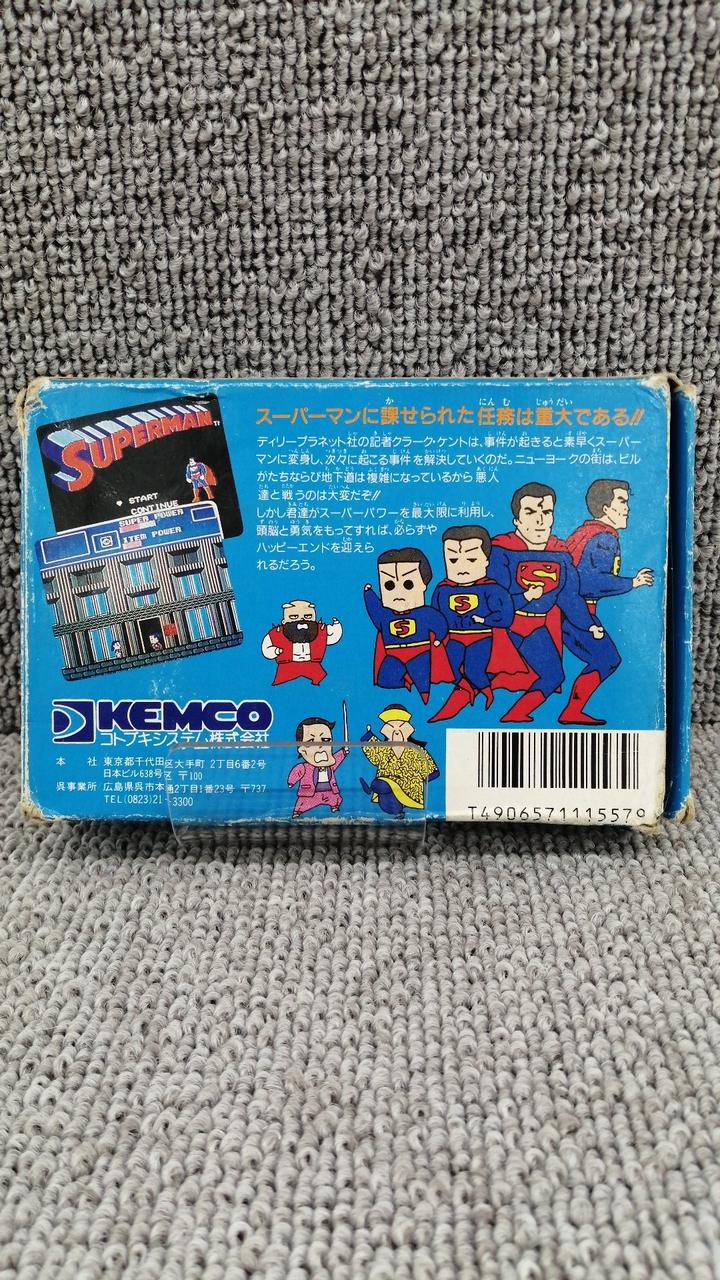 SUPERMAN TM
START
CONTINUE
SUPER POWER
ITEM POWER
スーパーマンに課せられた任務は重大である!!
デイリープラネット社の記者クラーク・ケントは、事件が起きると素早くスーパー
マンに変身し、次々に起こる事件を解決していくのだ。ニューヨークの街は、ビル
がたちならび地下道は複雑になっているから悪人
達と戦うのは大変だぞ!!
しかし君達がスーパーパワーを最大限に利用し、
頭脳と勇気をもってすれば、必らずや
ハッピーエンドを迎えら
れるだろう。
S
S
S
KEMCO
コトブキシステム株式会社
本 社 東京都千代田区大手町2丁目6番2号
日本ビル638号区 〒100
呉事業所 広島県呉市本通2丁目1番23号 〒737
TEL(0823)21-3300
T4906571115579